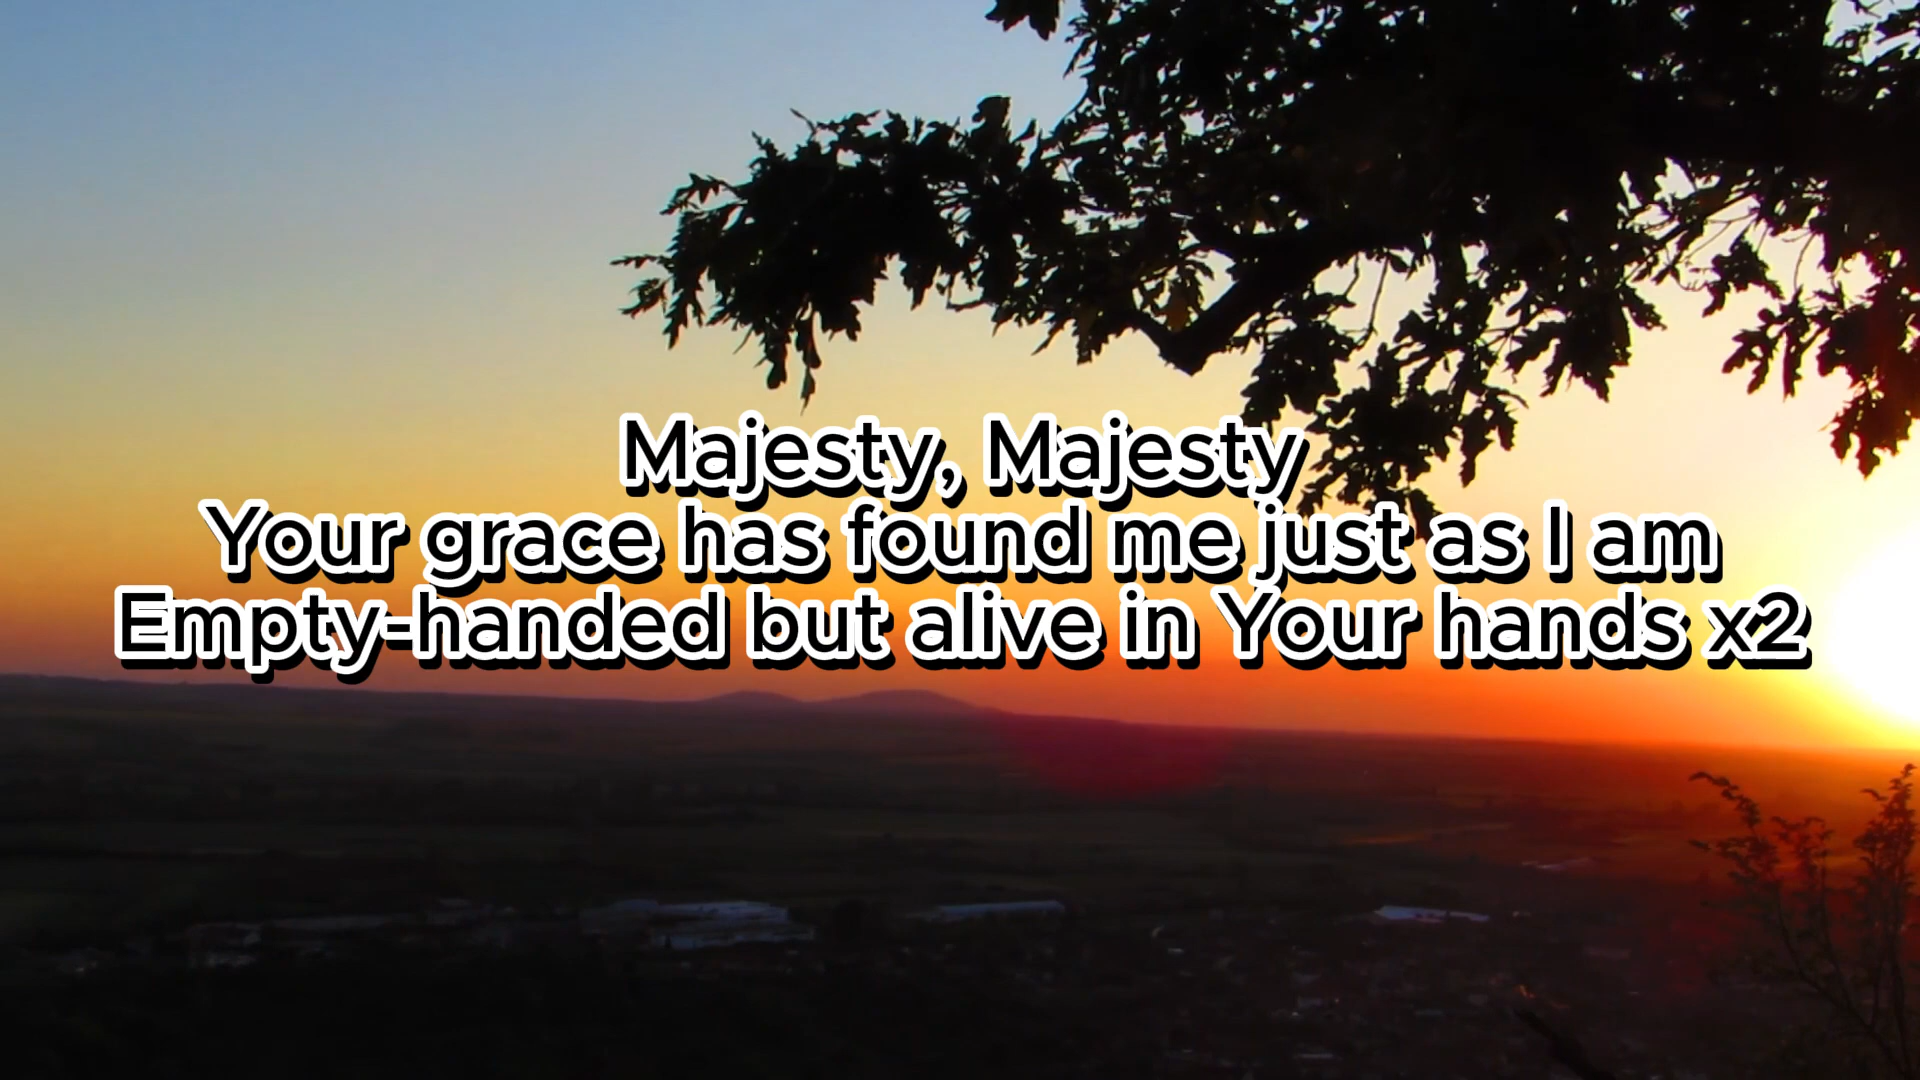 Majesty, Majesty
Your grace has found me just as I am
Empty-handed but alive in Your hands x2